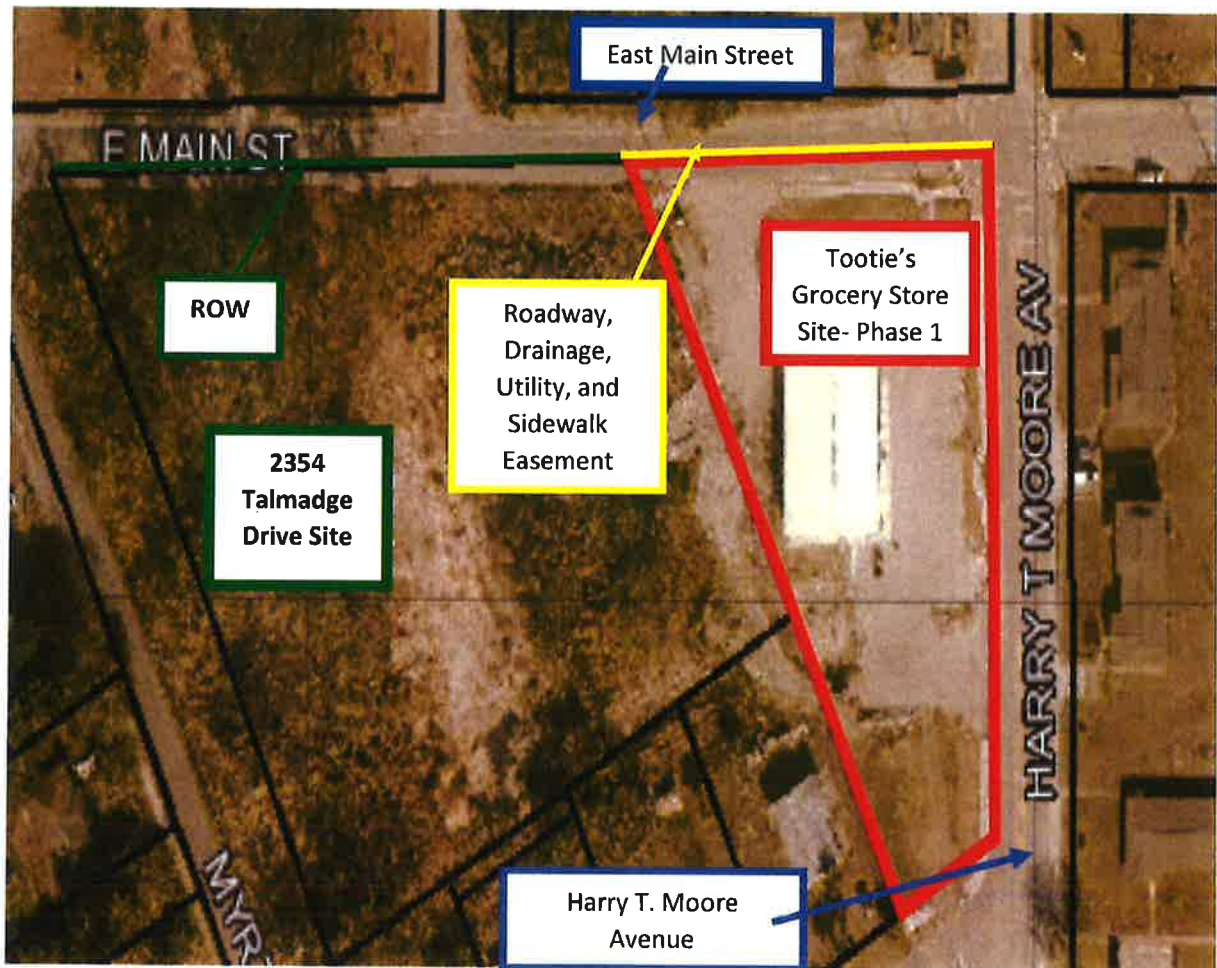 East Main Street
E MAIN ST
ROW
Roadway,
Drainage,
Utility, and
Sidewalk
Easement
Tootie's
Grocery Store
Site- Phase 1
2354
Talmadge
Drive Site
HARRY T MOORE AV
MYR
Harry T. Moore
Avenue